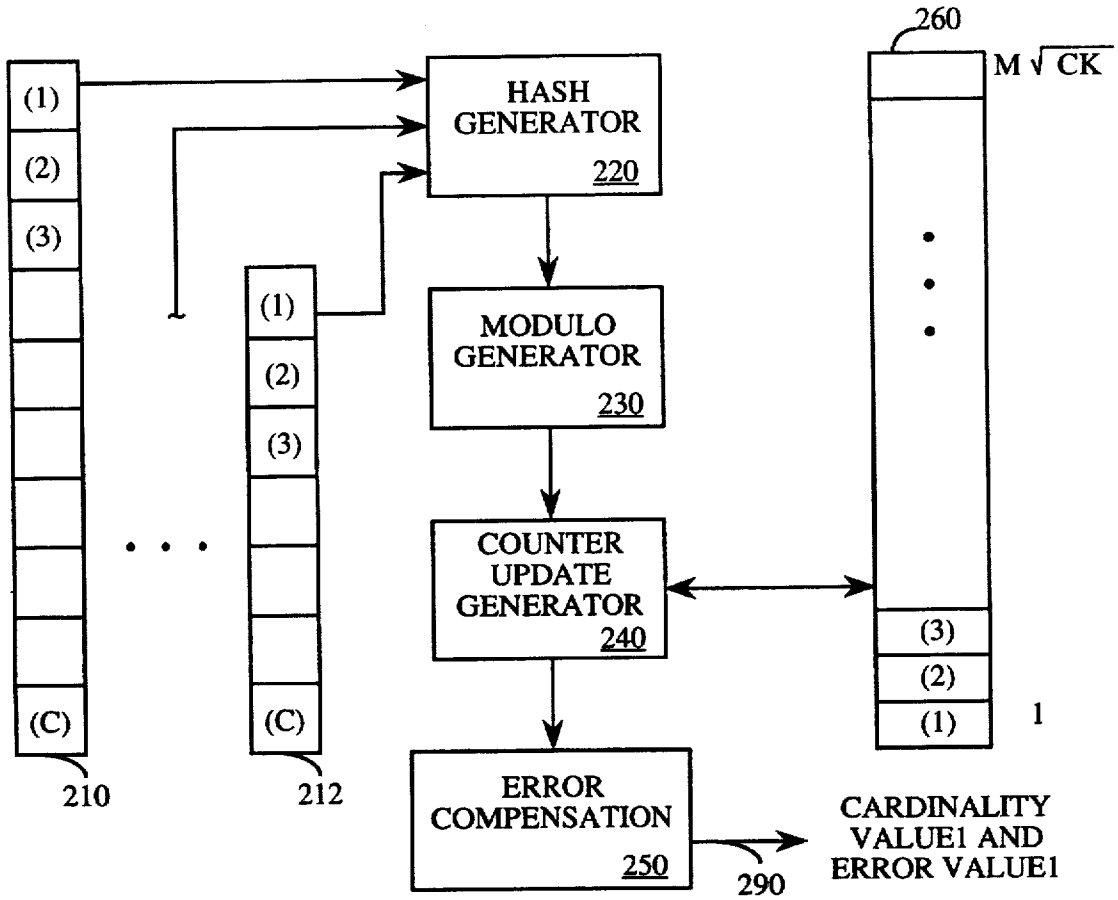 260
M √CK
(1)
(2)
(3)
(C)
210
(1)
(2)
(3)
(C)
212
HASH
GENERATOR
220
MODULO
GENERATOR
230
COUNTER
UPDATE
GENERATOR
240
ERROR
COMPENSATION
250
290
(3)
(2)
(1)
1
CARDINALITY
VALUE1 AND
ERROR VALUE1